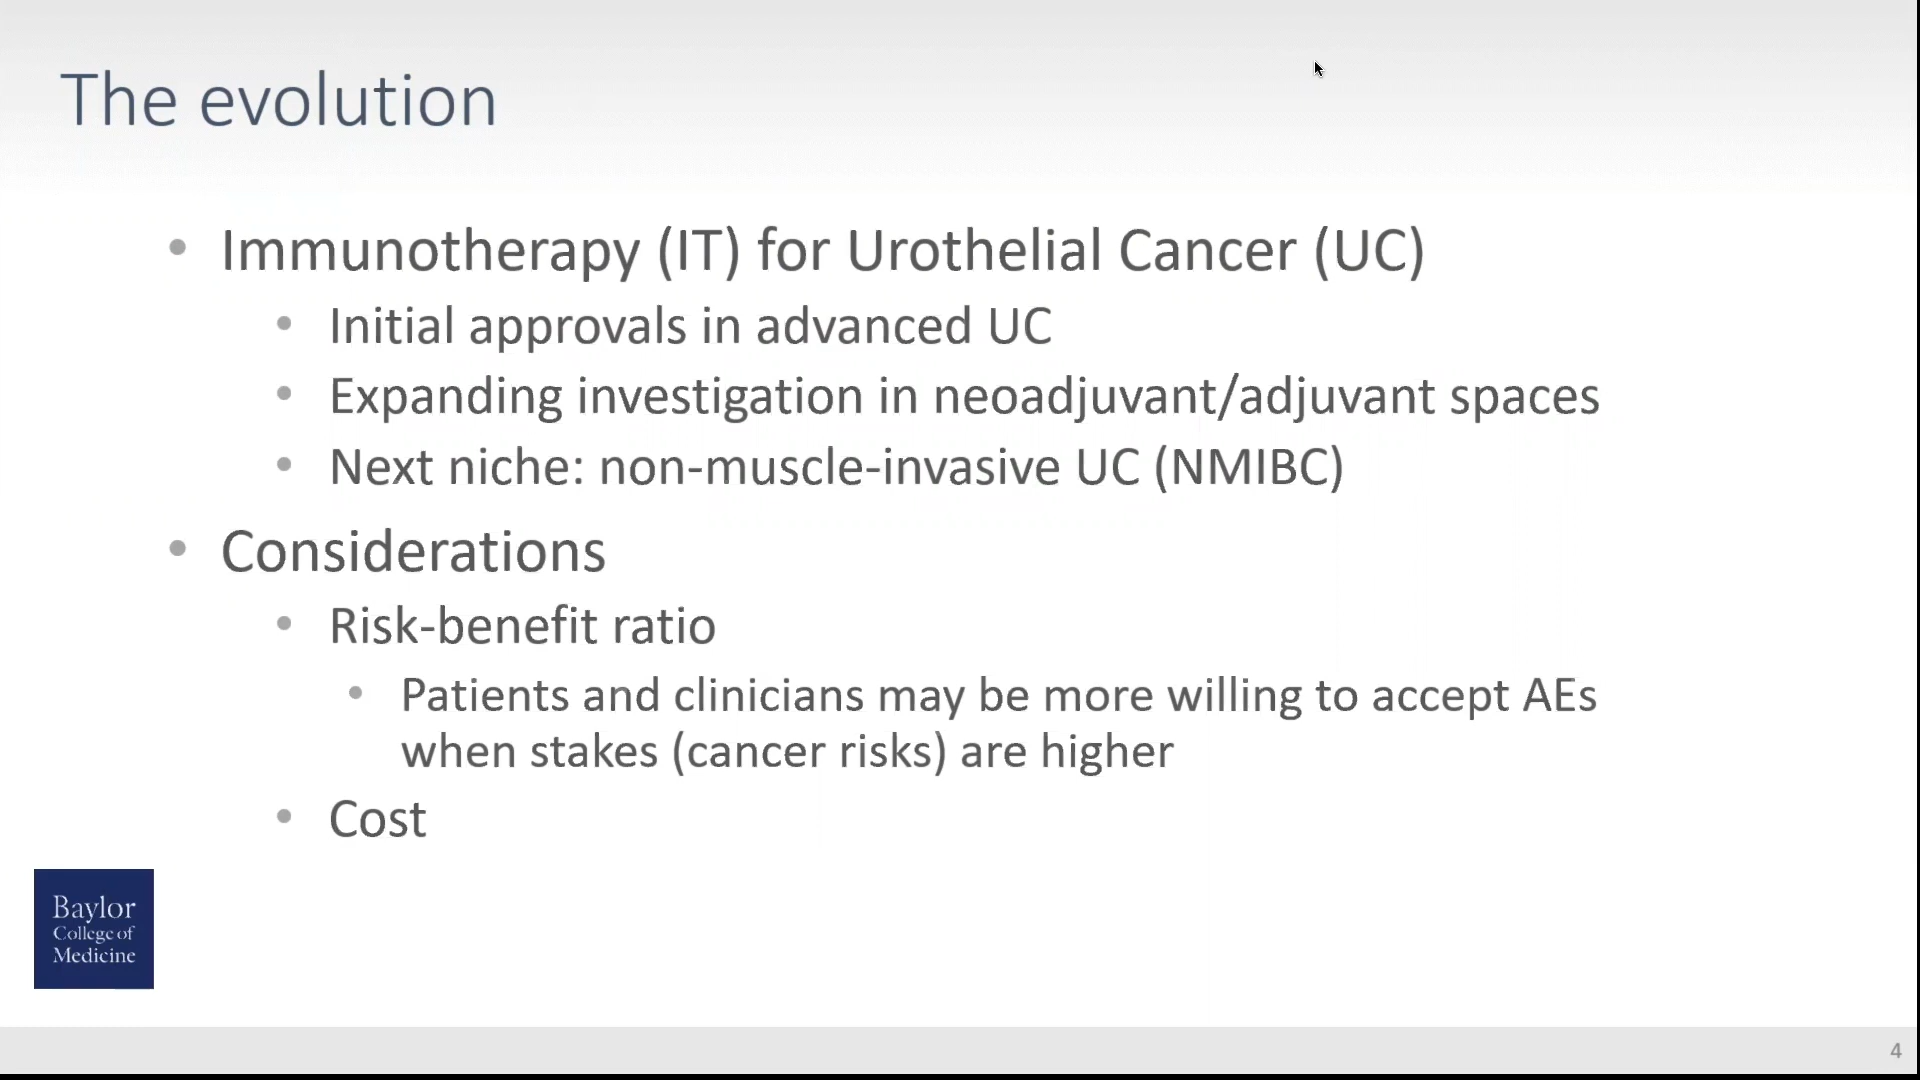 The evolution
• Immunotherapy (IT) for Urothelial Cancer (UC)
• Initial approvals in advanced UC
• Expanding investigation in neoadjuvant/adjuvant spaces
• Next niche: non-muscle-invasive UC (NMIBC)
• Considerations
• Risk-benefit ratio
• Patients and clinicians may be more willing to accept AEs
when stakes (cancer risks) are higher
• Cost
Baylor
College of
Medicine
4